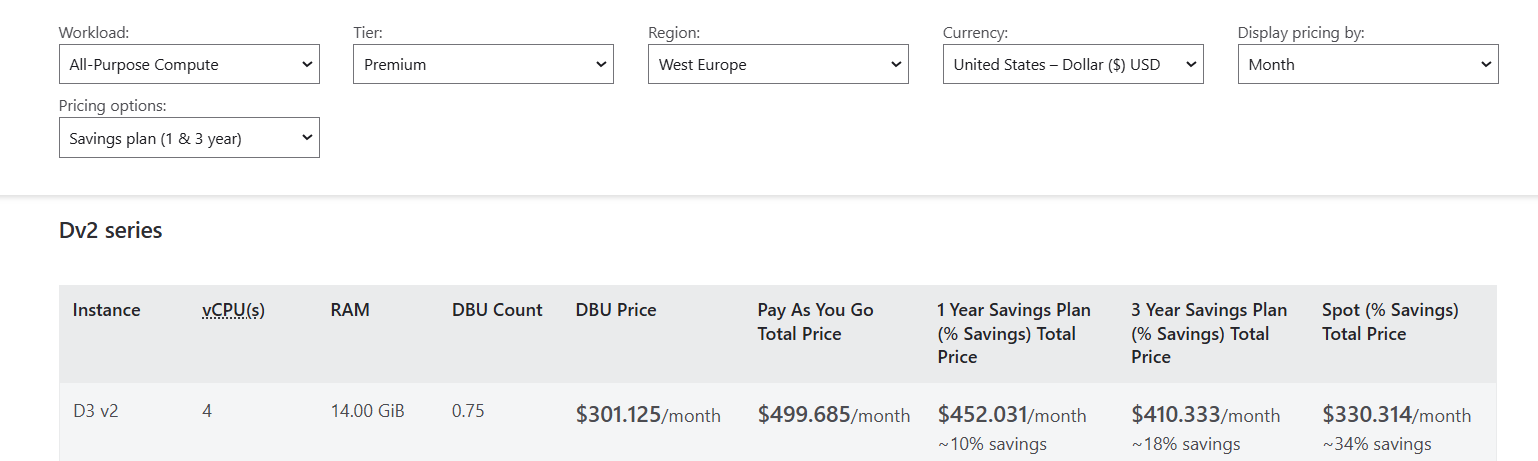 Workload: Tier: Region: Currency: Display pricing by:
All-Purpose Compute Premium West Europe United States – Dollar ($) USD Month
Pricing options:
Savings plan (1 & 3 year)
Dv2 series
Instance vCPU(s) RAM DBU Count DBU Price Pay As You Go 1 Year Savings Plan 3 Year Savings Plan Spot (% Savings)
Total Price (% Savings) Total (% Savings) Total Total Price
Price Price
D3 v2 4 14.00 GiB 0.75 $301.125/month $499.685/month $452.031/month $410.333/month $330.314/month
~10% savings ~18% savings ~34% savings